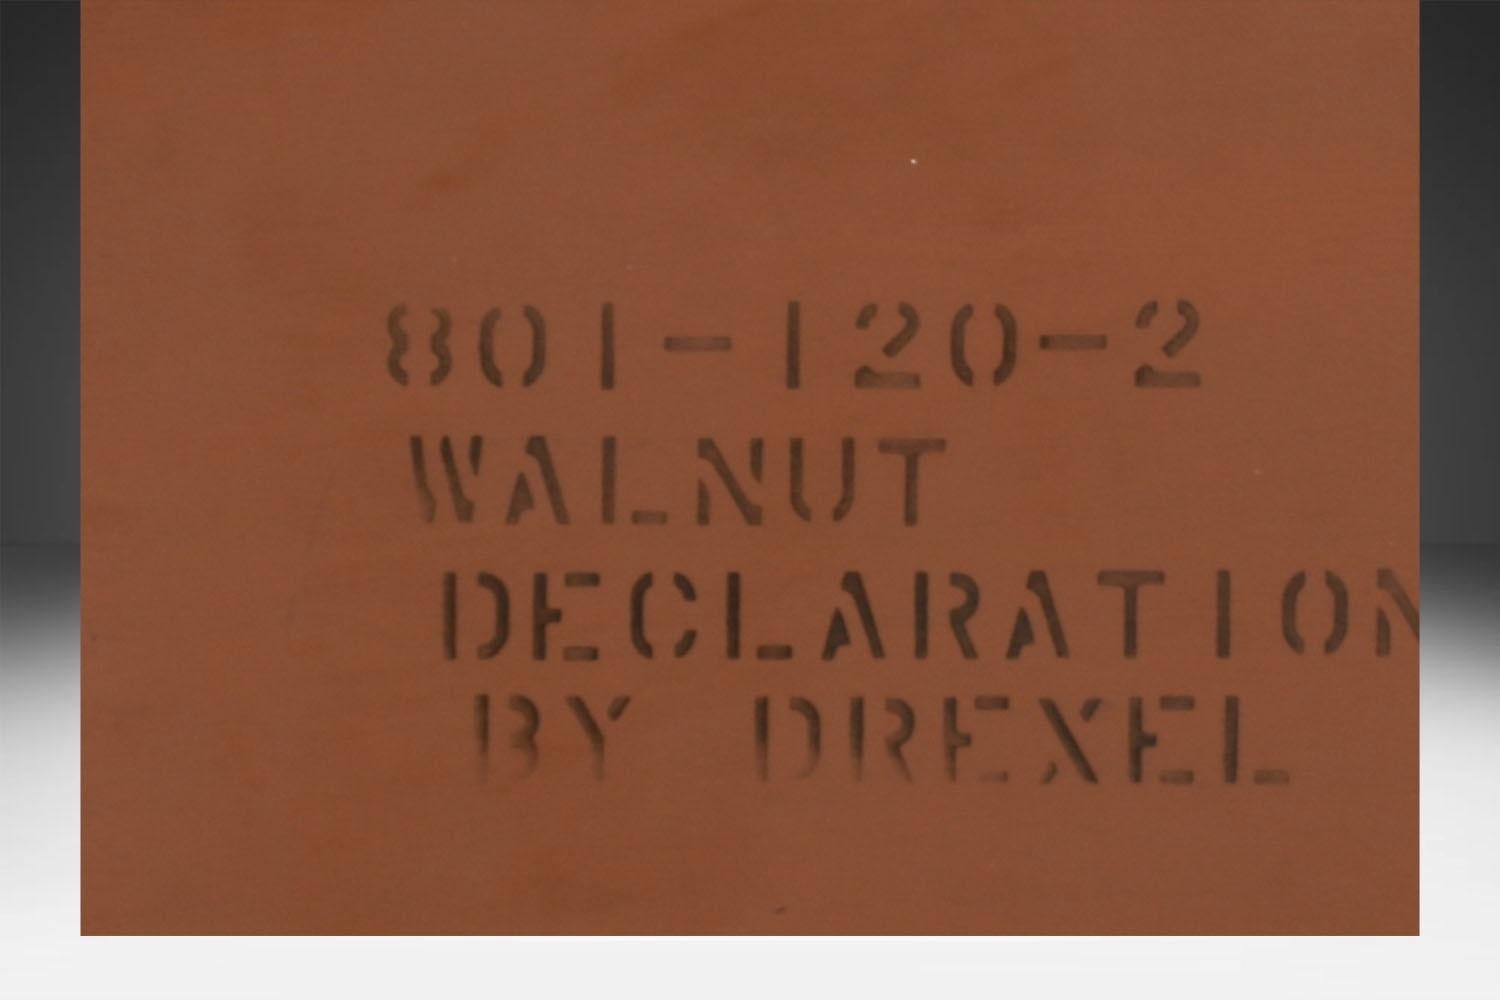 801-120-2
WALNUT
DECLARATION
BY DREXEL